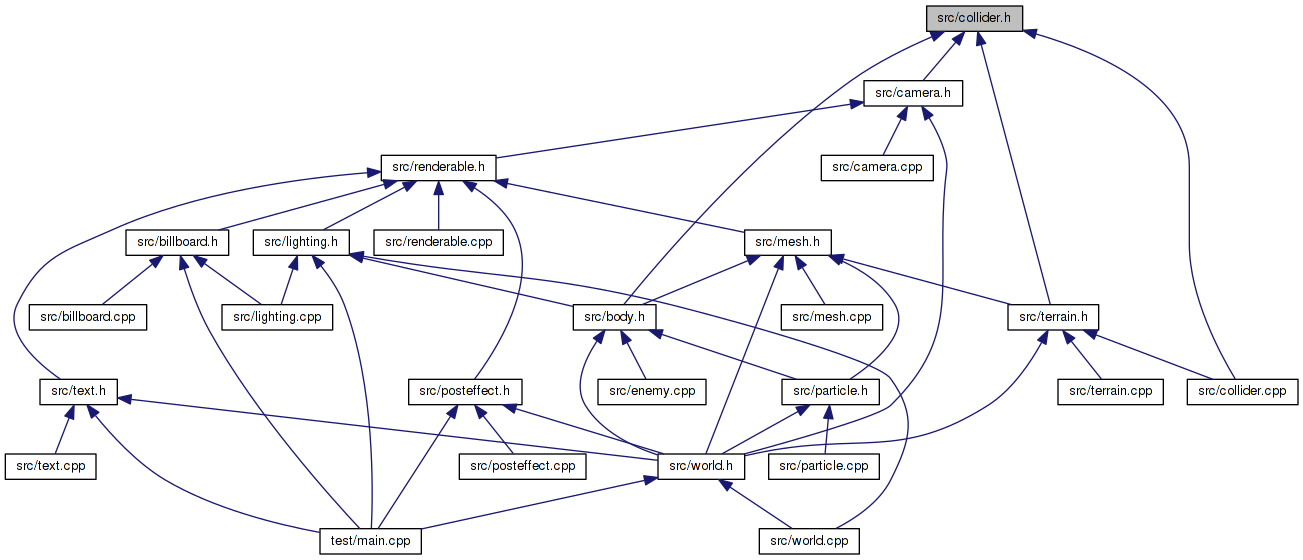 src/collider.h
src/camera.h
src/renderable.h
src/camera.cpp
src/billboard.h
src/lighting.h
src/renderable.cpp
src/mesh.h
src/billboard.cpp
src/lighting.cpp
src/body.h
src/mesh.cpp
src/terrain.h
src/text.h
src/posteffect.h
src/enemy.cpp
src/particle.h
src/terrain.cpp
src/collider.cpp
src/text.cpp
src/posteffect.cpp
src/world.h
src/particle.cpp
test/main.cpp
src/world.cpp